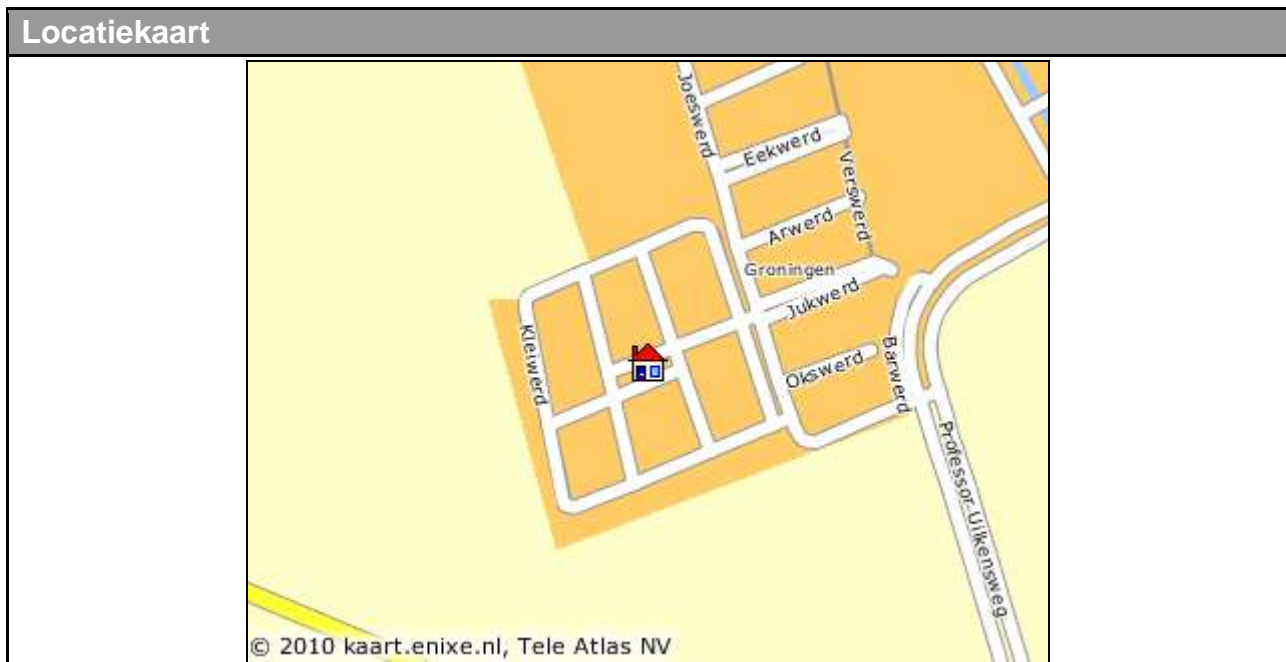 Locatiekaart
Joeswerd
Eekwerd
Verswerd
Arwerd
Groningen
Jukwerd
Kleiwerd
Barwerd
Okswerd
Professor-Uilkensweg
© 2010 kaart.enixe.nl, Tele Atlas NV